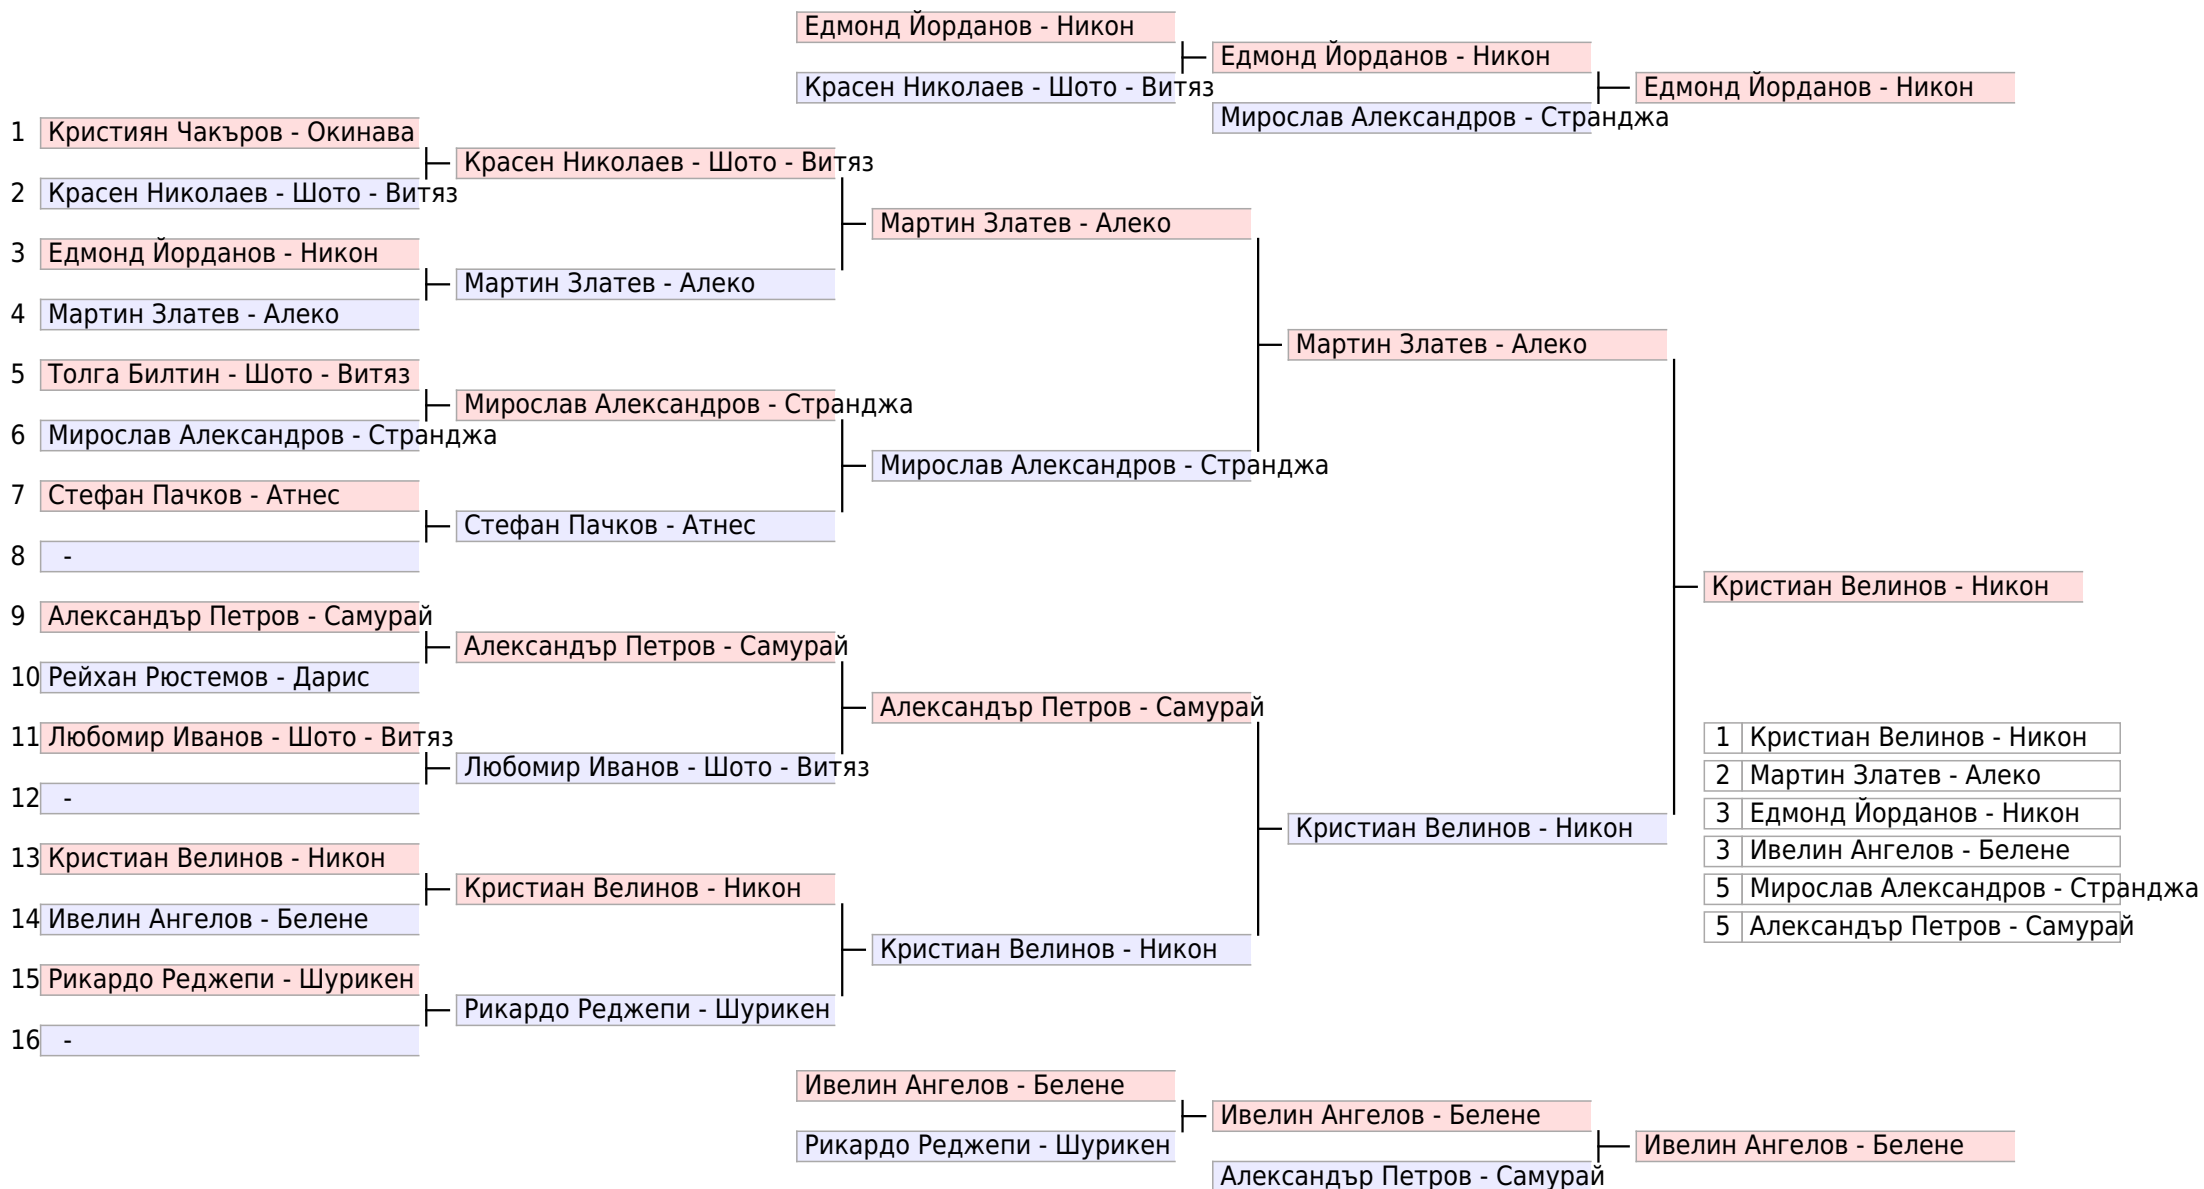 Едмонд Йорданов - Никон
Едмонд Йорданов - Никон
Красен Николаев - Шото - Витяз
Едмонд Йорданов - Никон
Мирослав Александров - Странджа
1 Кристиян Чакъров - Окинава
Красен Николаев - Шото - Витяз
2 Красен Николаев - Шото - Витяз
Мартин Златев - Алеко
3 Едмонд Йорданов - Никон
Мартин Златев - Алеко
4 Мартин Златев - Алеко
Мартин Златев - Алеко
5 Толга Билтин - Шото - Витяз
Мирослав Александров - Странджа
6 Мирослав Александров - Странджа
Мирослав Александров - Странджа
7 Стефан Пачков - Атнес
Стефан Пачков - Атнес
8 -
Кристиан Велинов - Никон
9 Александър Петров - Самурай
Александър Петров - Самурай
10 Рейхан Рюстемов - Дарис
Александър Петров - Самурай
11 Любомир Иванов - Шото - Витяз
Любомир Иванов - Шото - Витяз
12 -
Кристиан Велинов - Никон
13 Кристиан Велинов - Никон
Кристиан Велинов - Никон
14 Ивелин Ангелов - Белене
Кристиан Велинов - Никон
15 Рикардо Реджепи - Шурикен
Рикардо Реджепи - Шурикен
16 -
1 Кристиан Велинов - Никон
2 Мартин Златев - Алеко
3 Едмонд Йорданов - Никон
3 Ивелин Ангелов - Белене
5 Мирослав Александров - Странджа
5 Александър Петров - Самурай
Ивелин Ангелов - Белене
Ивелин Ангелов - Белене
Рикардо Реджепи - Шурикен
Ивелин Ангелов - Белене
Александър Петров - Самурай